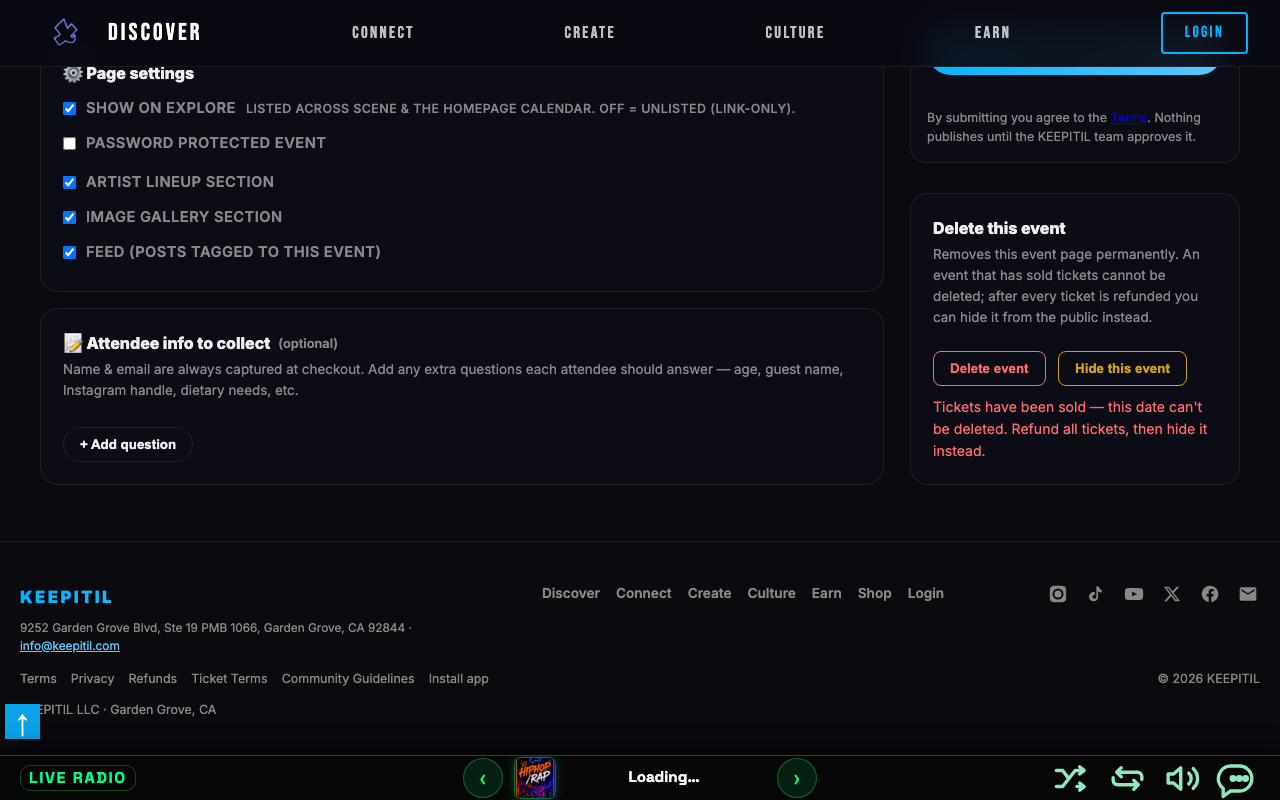 DISCOVER
CONNECT
CREATE
CULTURE
EARN
LOGIN
Page settings
SHOW ON EXPLORE LISTED ACROSS SCENE & THE HOMEPAGE CALENDAR. OFF = UNLISTED (LINK-ONLY).
PASSWORD PROTECTED EVENT
ARTIST LINEUP SECTION
IMAGE GALLERY SECTION
FEED (POSTS TAGGED TO THIS EVENT)
Attendee info to collect (optional)
Name & email are always captured at checkout. Add any extra questions each attendee should answer — age, guest name,
Instagram handle, dietary needs, etc.
+ Add question
By submitting you agree to the Terms. Nothing
publishes until the KEEPITIL team approves it.
Delete this event
Removes this event page permanently. An
event that has sold tickets cannot be
deleted; after every ticket is refunded you
can hide it from the public instead.
Delete event
Hide this event
Tickets have been sold — this date can't
be deleted. Refund all tickets, then hide it
instead.
KEEPITIL
9252 Garden Grove Blvd, Ste 19 PMB 1066, Garden Grove, CA 92844 ·
info@keepitil.com
Discover Connect Create Culture Earn Shop Login
Terms Privacy Refunds Ticket Terms Community Guidelines Install app
© 2026 KEEPITIL
EPITIL LLC · Garden Grove, CA
↑
LIVE RADIO
‹
HIPHOP
/RAP
Loading...
›